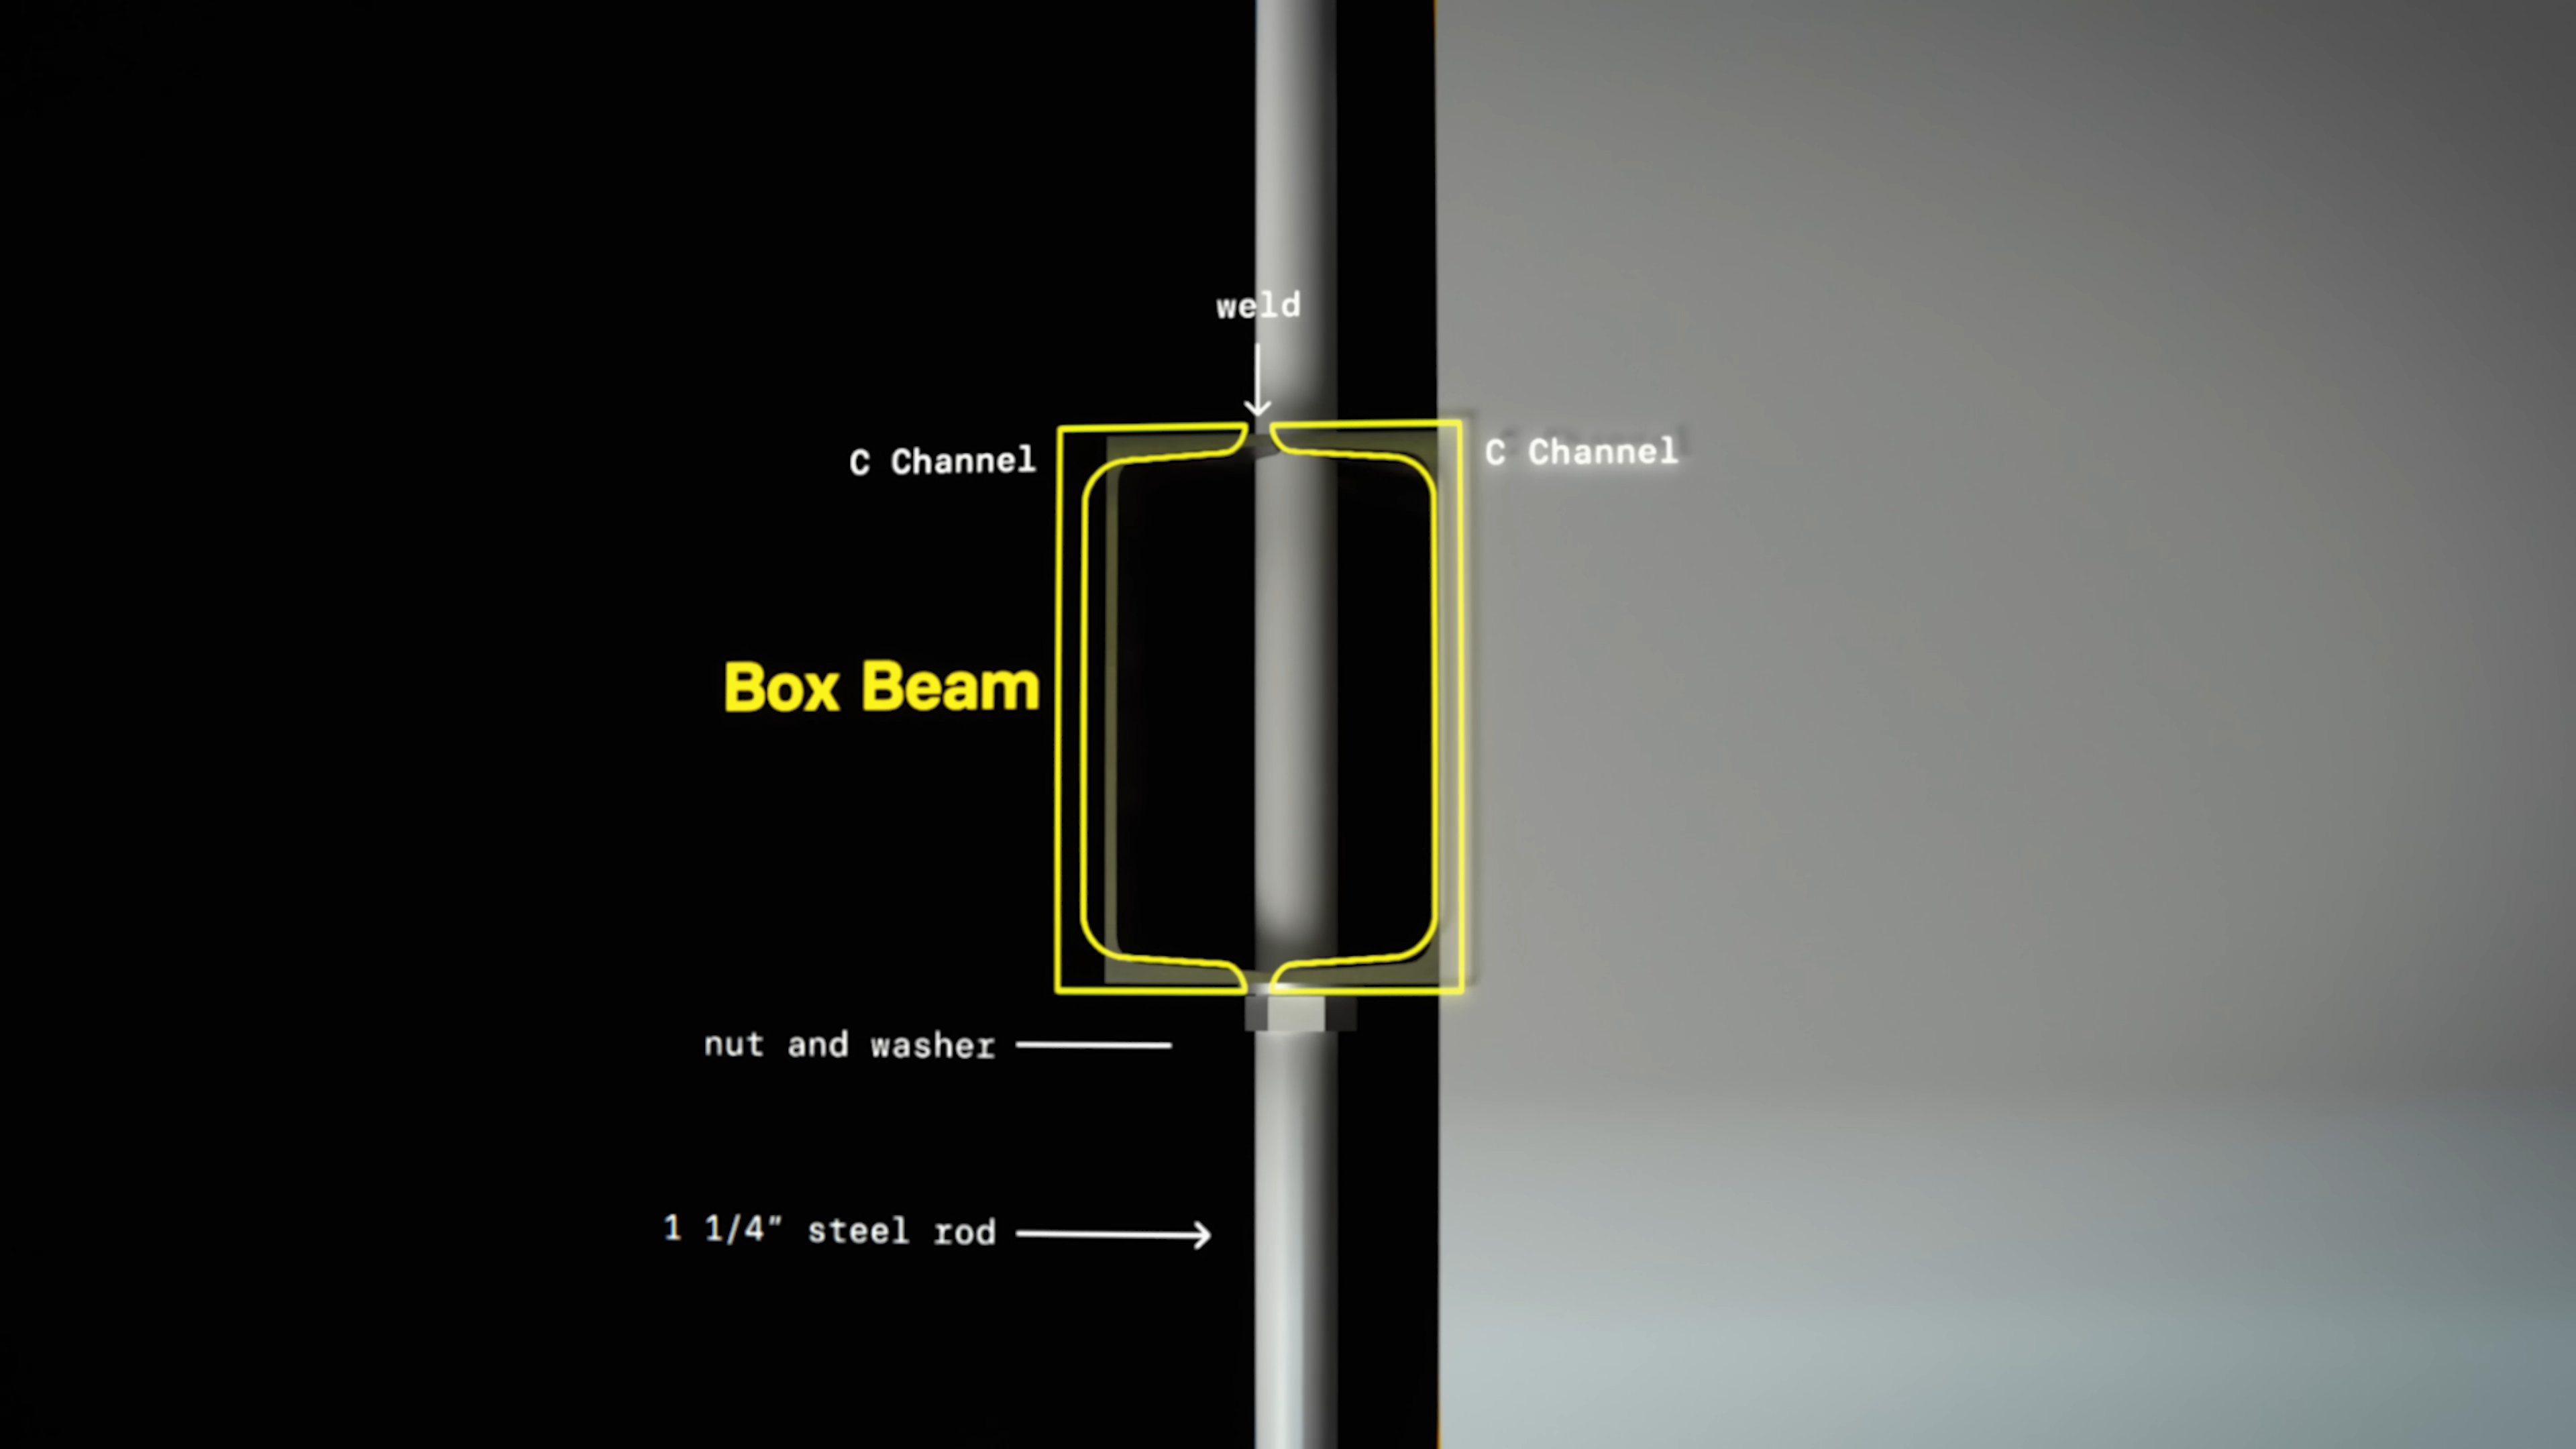 weld
C Channel
C Channel
Box Beam
nut and washer
1 1/4" steel rod